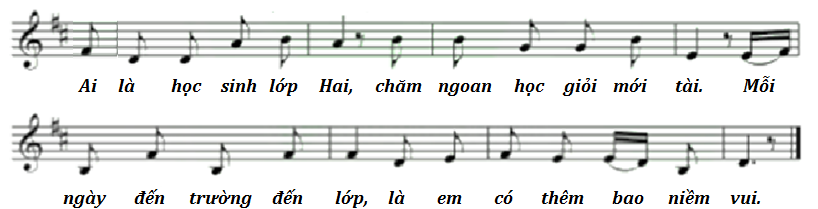 Ai là học sinh lớp Hai, chăm ngoan học giỏi mới tài. Mỗi
ngày đến trường đến lớp, là em có thêm bao niềm vui.